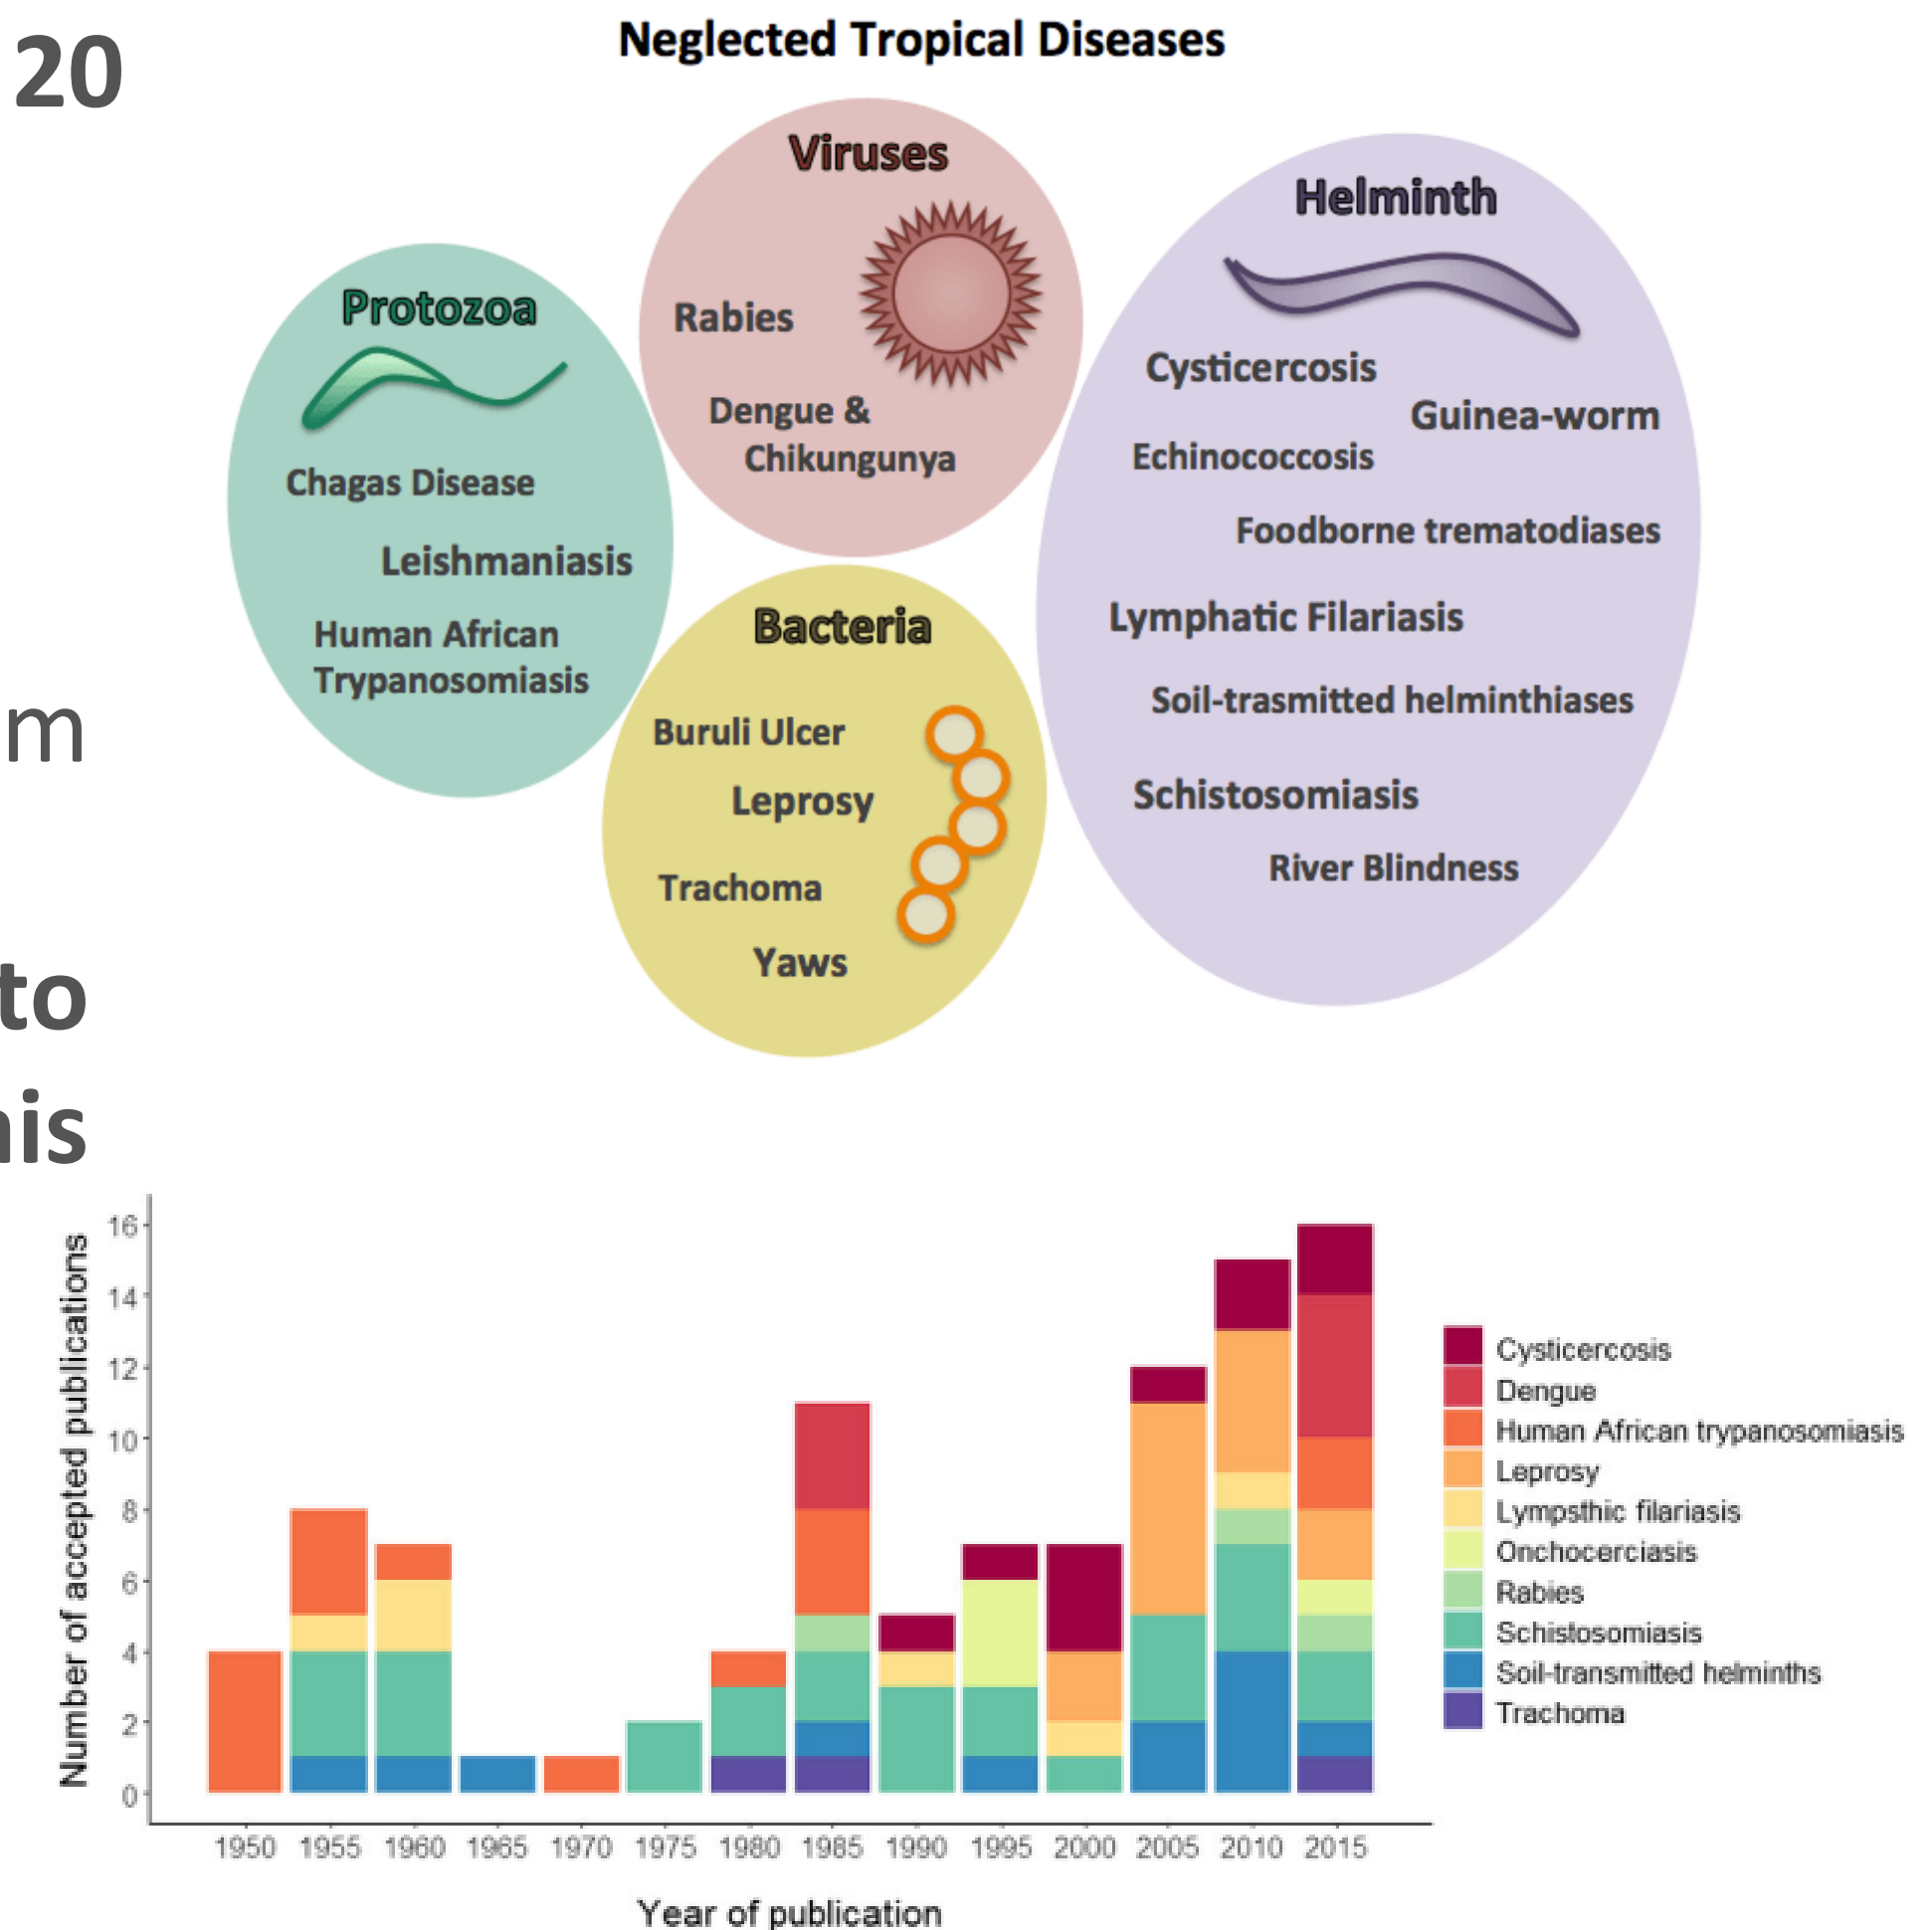 20
m
to
nis
Neglected Tropical Diseases
Viruses
Rabies
Dengue &
Chikungunya
Protozoa
Chagas Disease
Leishmaniasis
Human African
Trypanosomiasis
Bacteria
Buruli Ulcer
Leprosy
Trachoma
Yaws
Helminth
Cysticercosis
Guinea-worm
Echinococcosis
Foodborne trematodiases
Lymphatic Filariasis
Soil-trasmitted helminthiases
Schistosomiasis
River Blindness
Number of accepted publications
16
14
12
10
8
6
4
2
0
1950 1955 1960 1965 1970 1975 1980 1985 1990 1995 2000 2005 2010 2015
Year of publication
Cysticercosis
Dengue
Human African trypanosomiasis
Leprosy
Lympsthic filariasis
Onchocerciasis
Rabies
Schistosomiasis
Soil-transmitted helminths
Trachoma